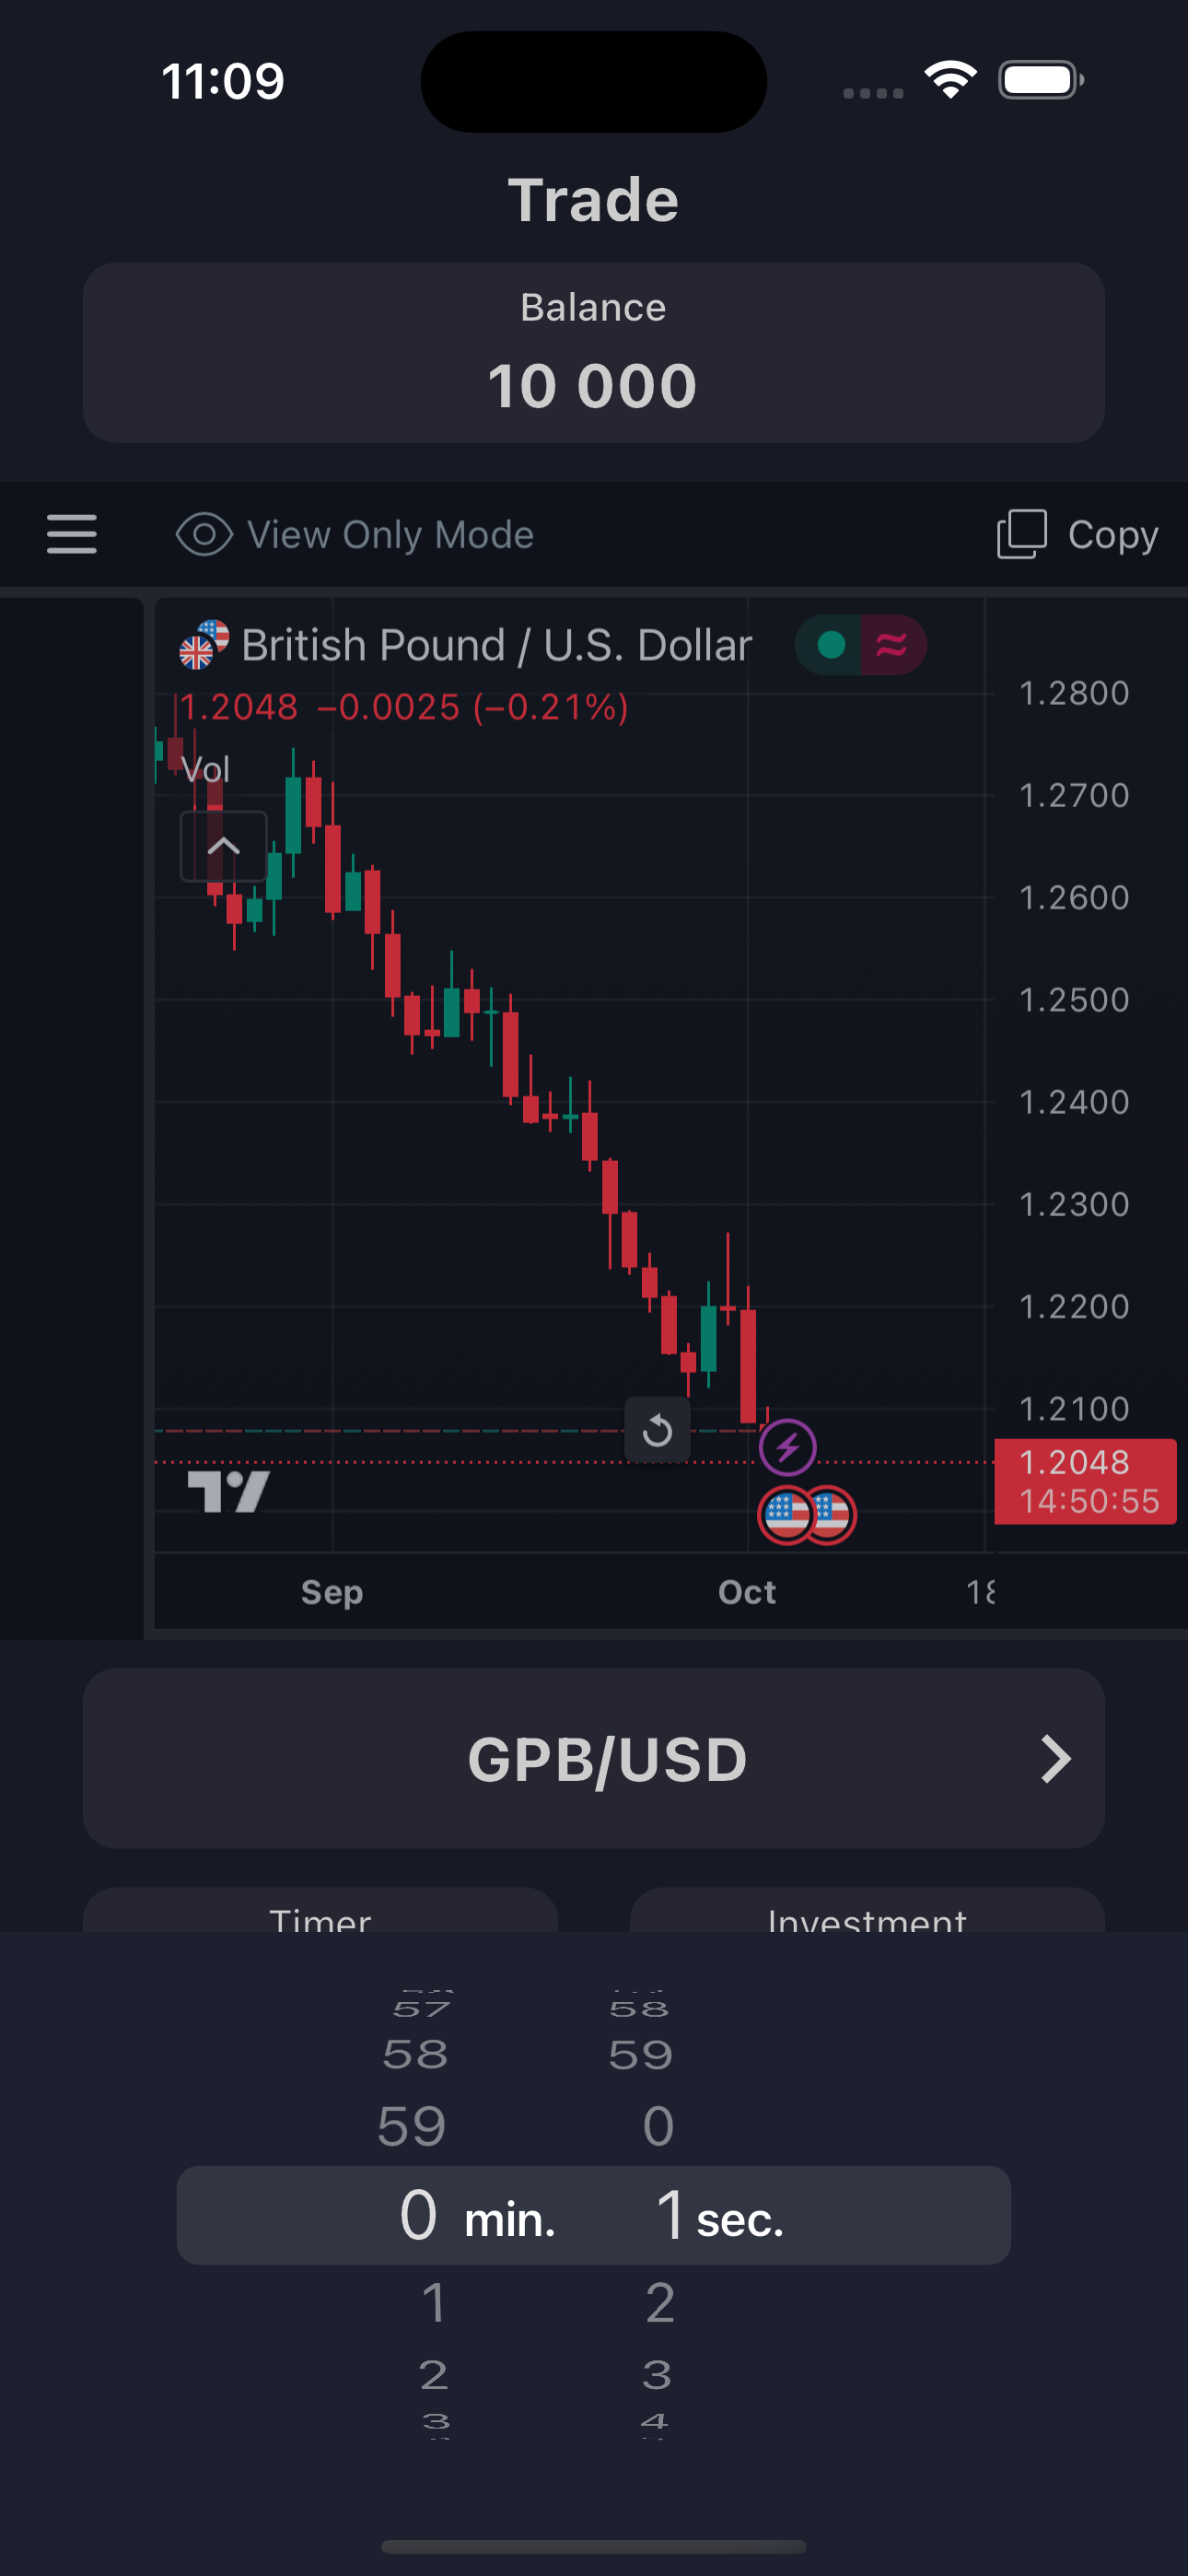 11:09
Trade
Balance
10 000
View Only Mode
Copy
British Pound / U.S. Dollar
1.2048 −0.0025 (−0.21%)
Vol
1.2800
1.2700
1.2600
1.2500
1.2400
1.2300
1.2200
1.2100
1.2048
14:50:55
Sep Oct 18
GPB/USD
Timer Investment
57 58
58 59
59 0
0 min. 1 sec.
1 2
2 3
3 4